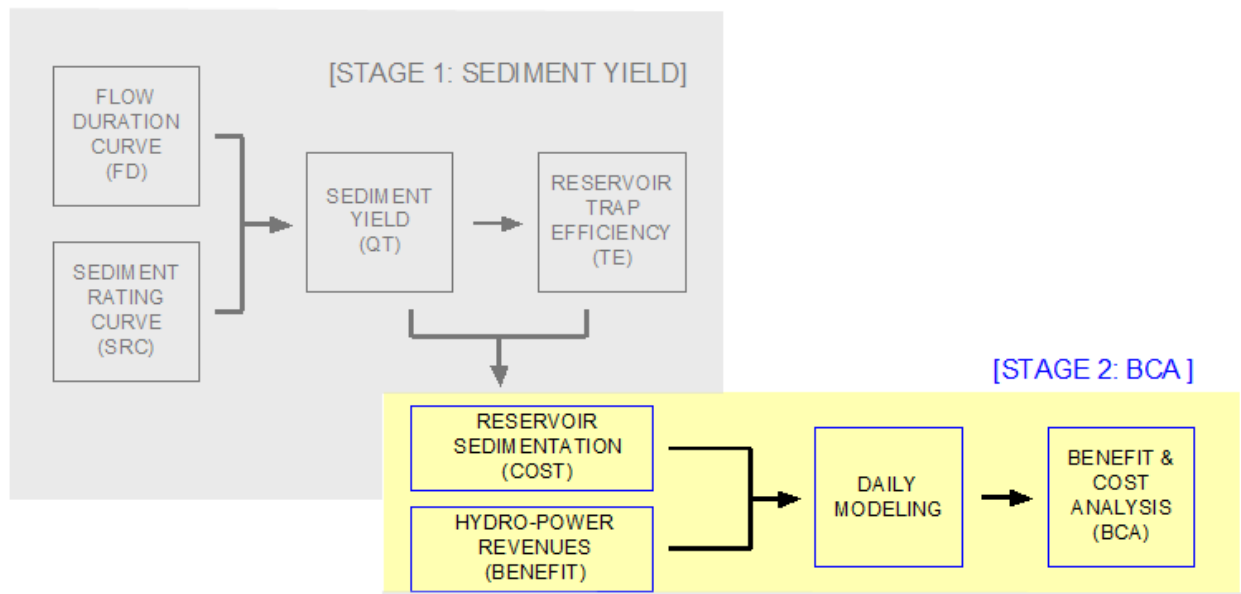 [STAGE 1: SEDIMENT YIELD]
FLOW
DURATION
CURVE
(FD)
SEDIMENT
RATING
CURVE
(SRC)
SEDIMENT
YIELD
(QT)
RESERVOIR
TRAP
EFFICIENCY
(TE)
[STAGE 2: BCA ]
RESERVOIR
SEDIMENTATION
(COST)
HYDRO-POWER
REVENUES
(BENEFIT)
DAILY
MODELING
BENEFIT &
COST
ANALYSIS
(BCA)